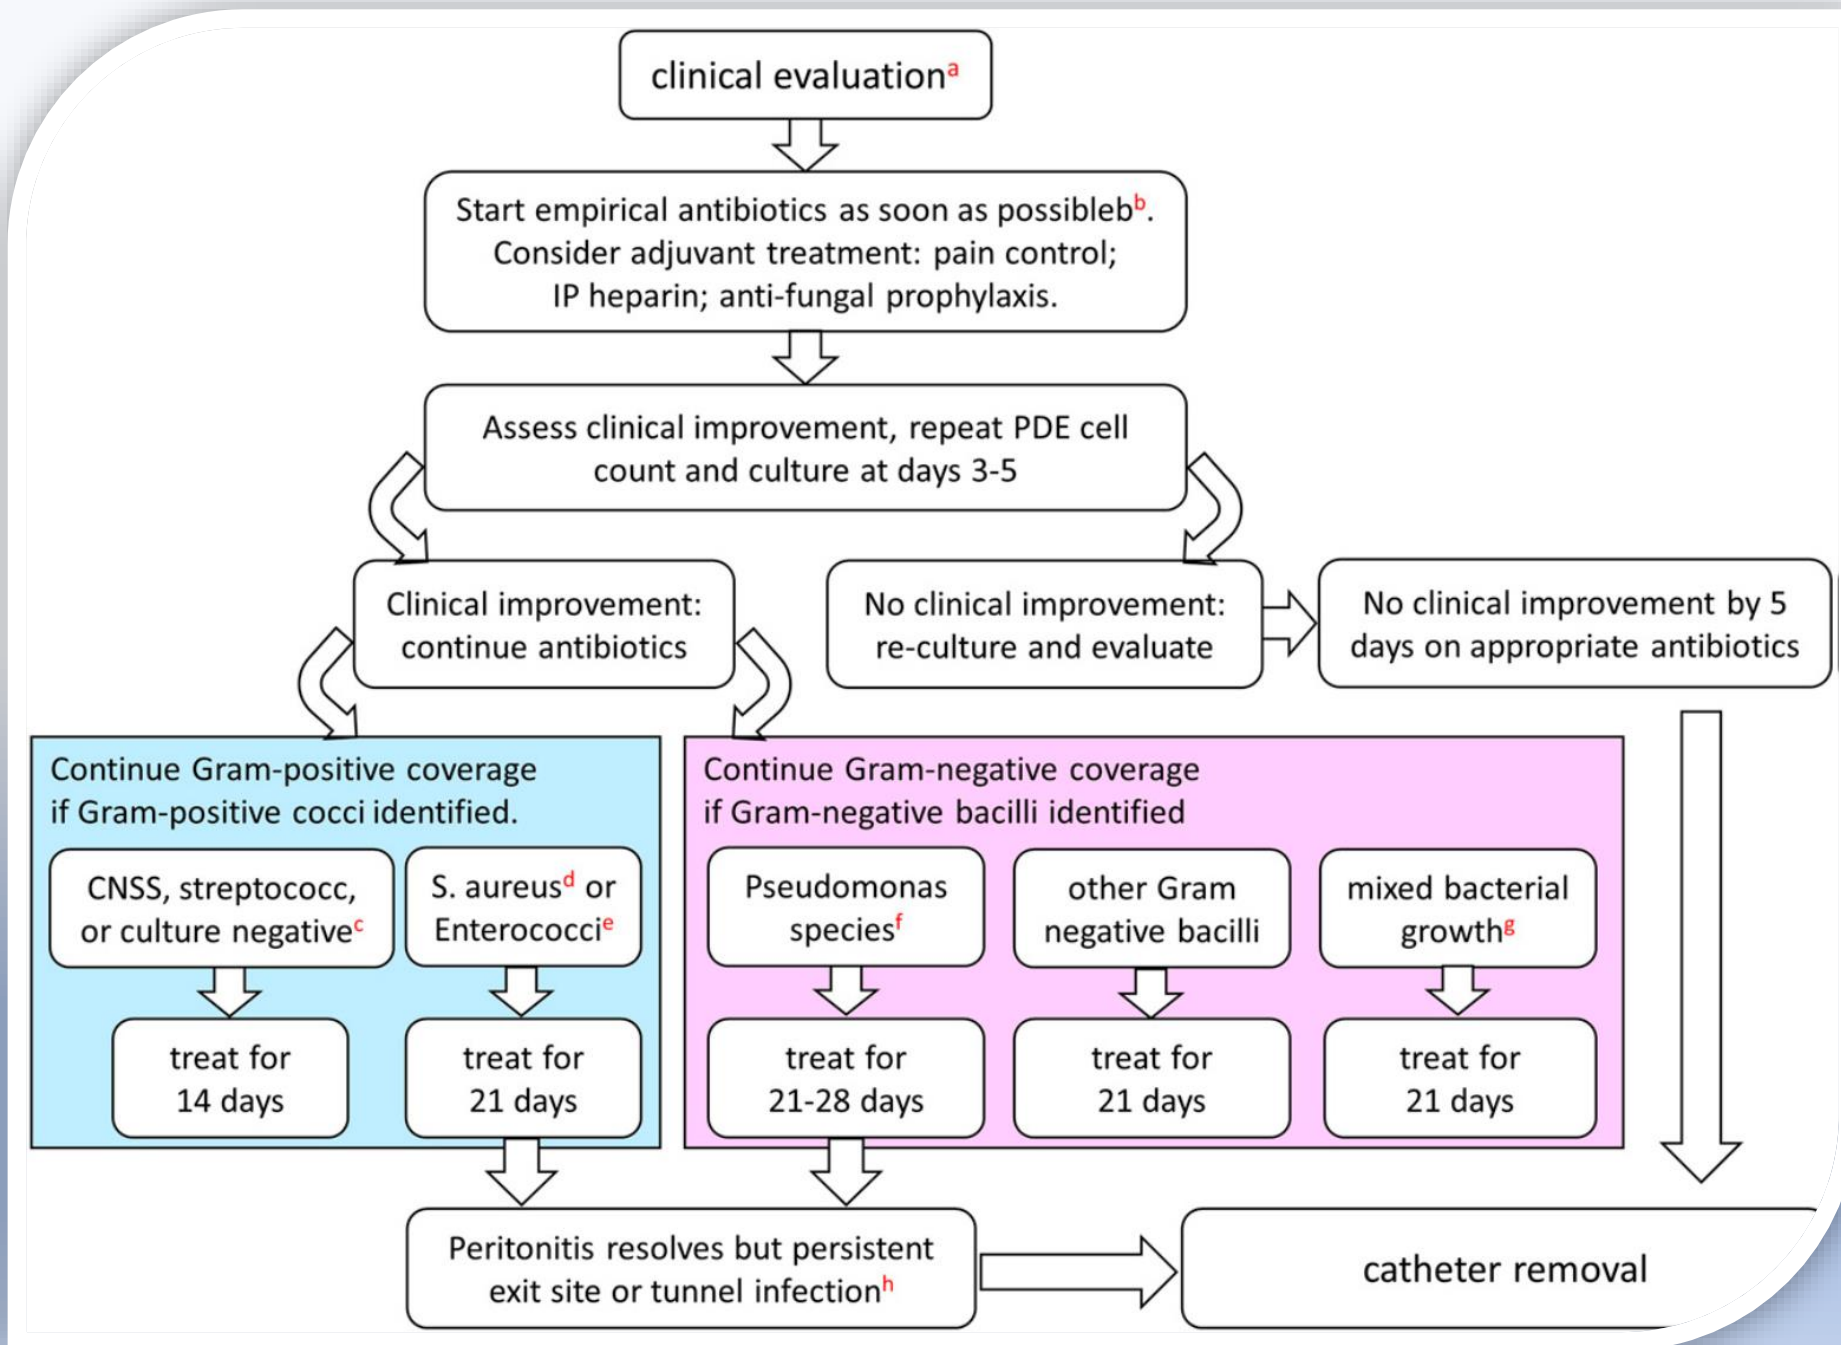 clinical evaluationa
Start empirical antibiotics as soon as possiblebb.
Consider adjuvant treatment: pain control;
IP heparin; anti-fungal prophylaxis.
Assess clinical improvement, repeat PDE cell
count and culture at days 3-5
Clinical improvement:
continue antibiotics
No clinical improvement:
re-culture and evaluate
No clinical improvement by 5
days on appropriate antibiotics
Continue Gram-positive coverage
if Gram-positive cocci identified.
CNSS, streptococc,
or culture negativec
S. aureusd or
Enterococcie
treat for
14 days
treat for
21 days
Continue Gram-negative coverage
if Gram-negative bacilli identified
Pseudomonas
speciesf
other Gram
negative bacilli
mixed bacterial
growthg
treat for
21-28 days
treat for
21 days
treat for
21 days
Peritonitis resolves but persistent
exit site or tunnel infectionh
catheter removal